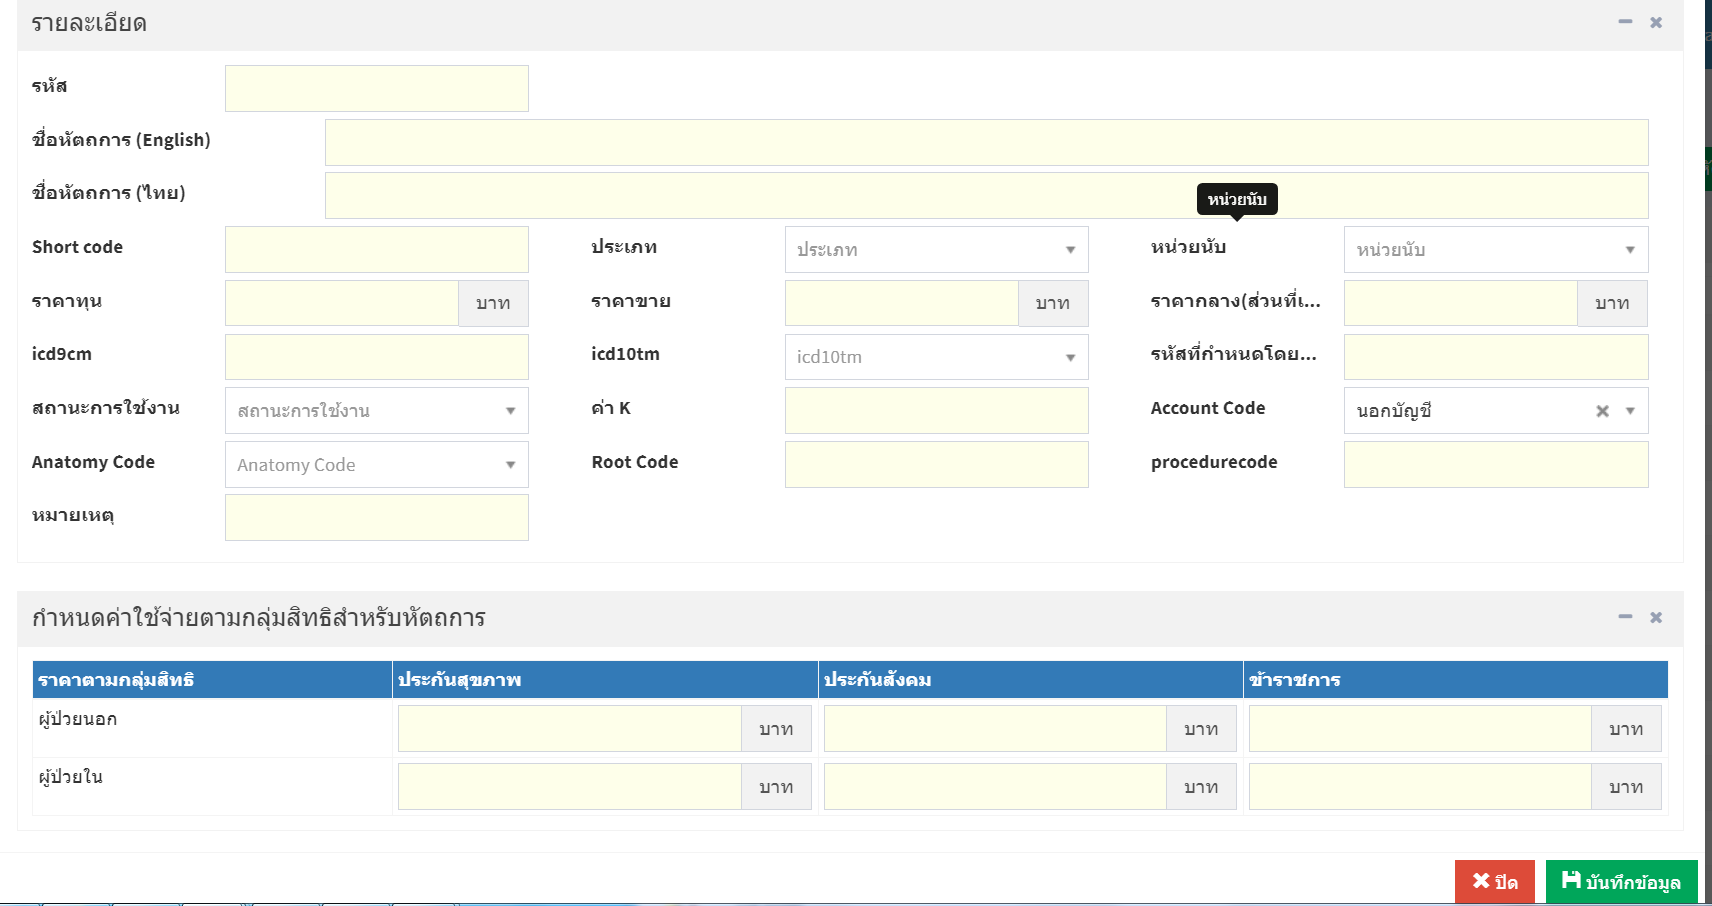 รายละเอียด
รหัส
ชื่อหัตถการ (English)
ชื่อหัตถการ (ไทย)
หน่วยนับ
Short code ประเภท ประเภท หน่วยนับ หน่วยนับ
ราคาทุน บาท ราคาขาย บาท ราคากลาง(ส่วนที่เ... บาท
icd9cm icd10tm icd10tm รหัสที่กำหนดโดย...
สถานะการใช้งาน สถานะการใช้งาน ค่า K Account Code นอกบัญชี
Anatomy Code Anatomy Code Root Code procedurecode
หมายเหตุ
กำหนดค่าใช้จ่ายตามกลุ่มสิทธิสำหรับหัตถการ
ราคาตามกลุ่มสิทธิ ประกันสุขภาพ ประกันสังคม ข้าราชการ
ผู้ป่วยนอก บาท บาท บาท
ผู้ป่วยใน บาท บาท บาท
ปิด บันทึกข้อมูล